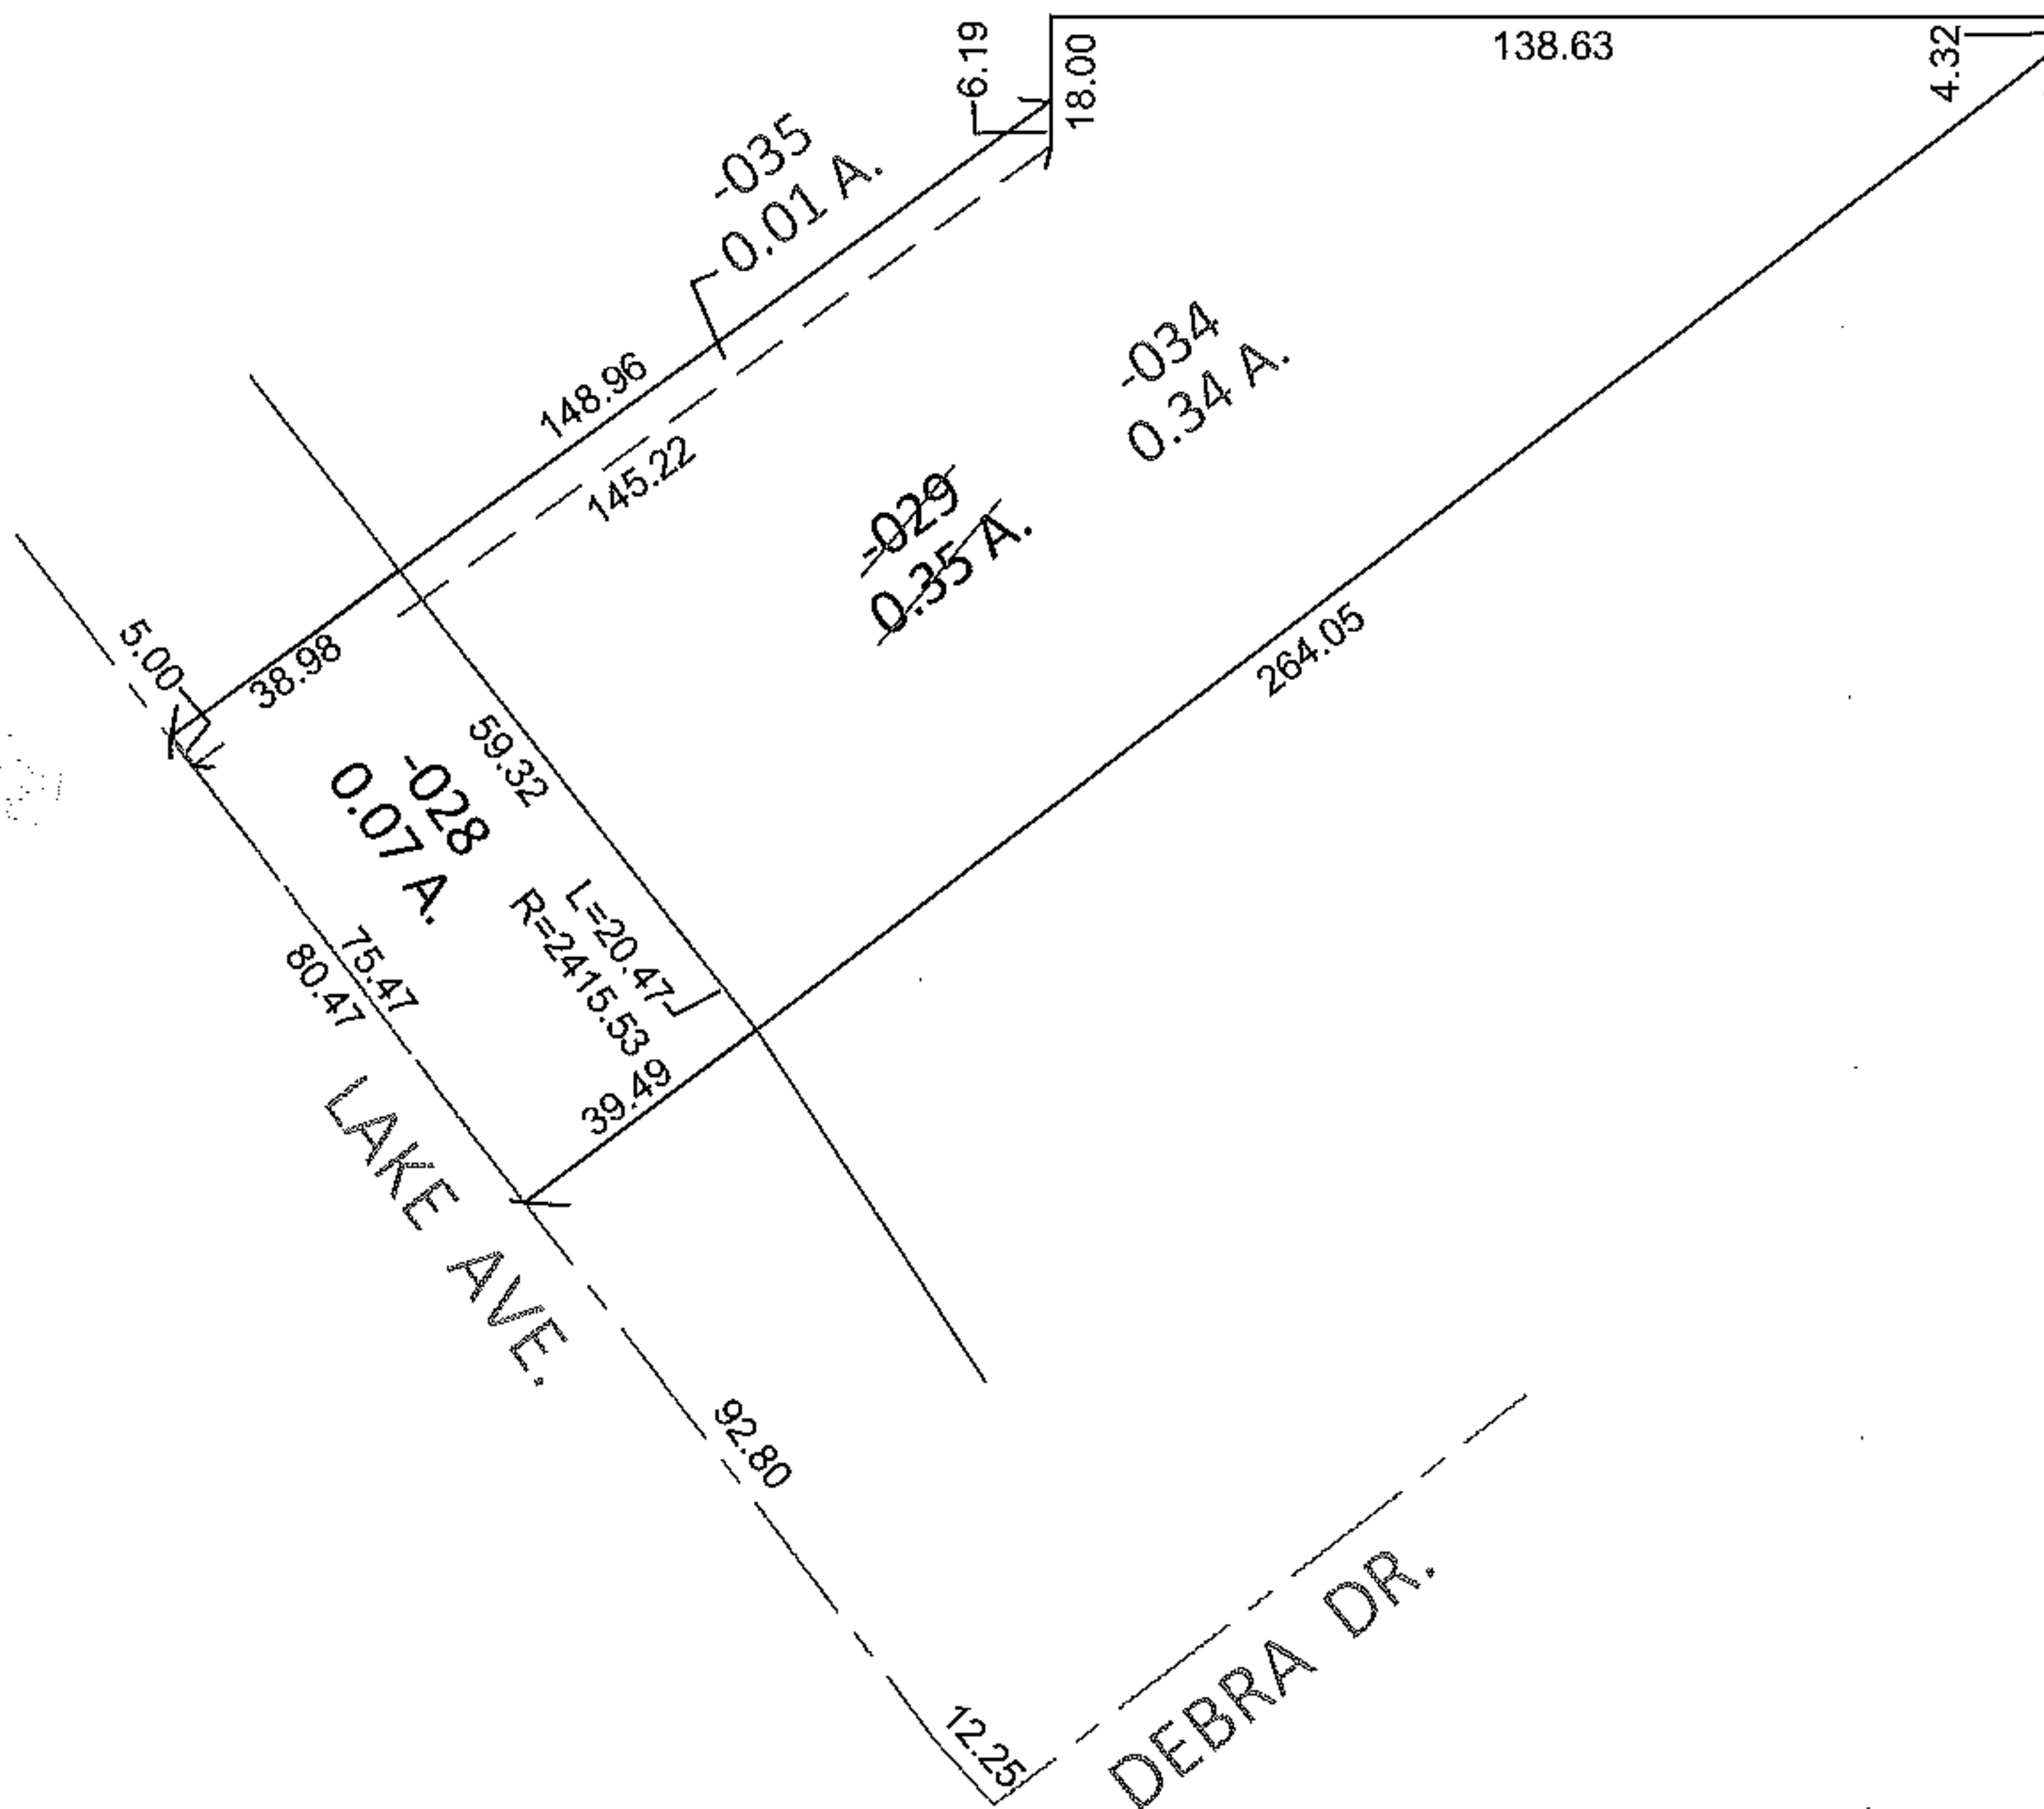 138.63
4.32
6.19
18.00
-035
0.01 A.
148.96
145.22
-034
0.34 A.
-029
0.35 A.
264.05
5.00
38.98
59.32
-028
0.07 A.
L=20.47
R=2415.53
75.47
80.47
39.49
LAKE AVE.
92.80
12.25
DEBRA DR.